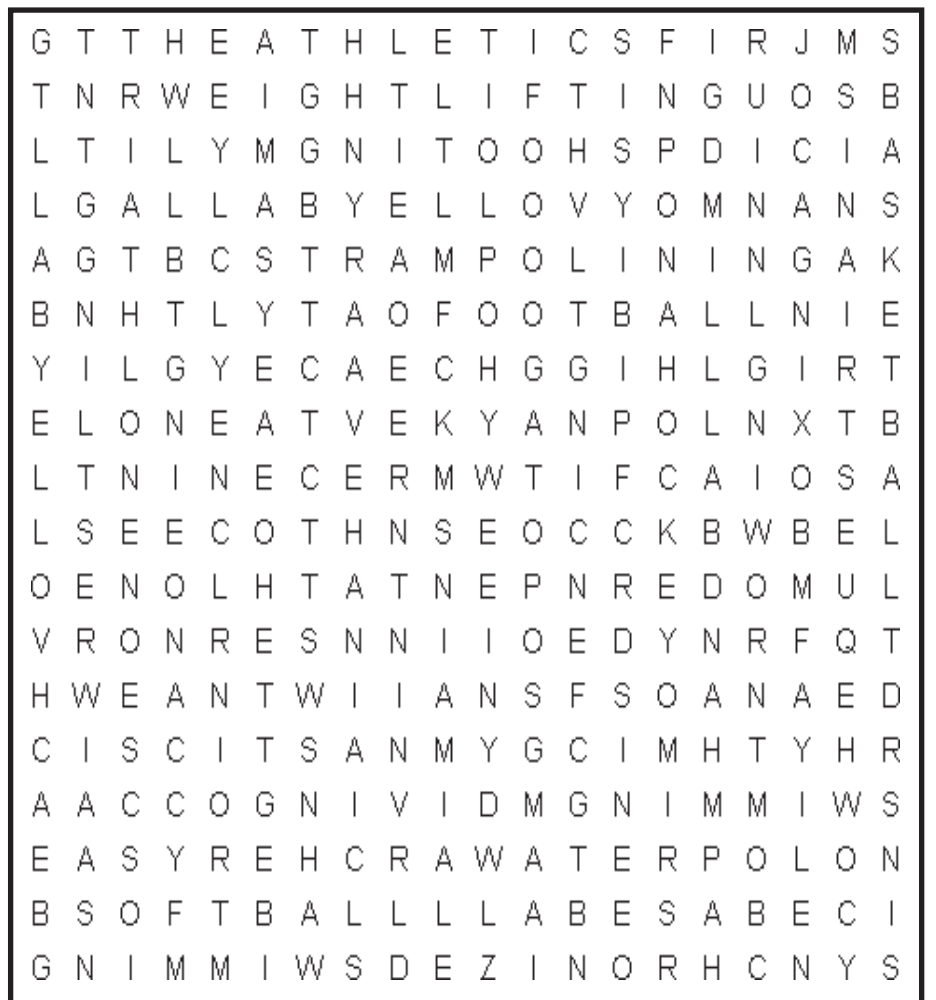 G T T H E A T H L E T I C S F I R J M S
T N R W E I G H T L I F T I N G U O S B
L T I L Y M G N I T O O H S P D I C I A
L G A L L A B Y E L L O V Y O M N A N S
A G T B C S T R A M P O L I N I N G A K
B N H T L Y T A O F O O T B A L L N I E
Y I L G Y E C A E C H G G I H L G I R T
E L O N E A T V E K Y A N P O L N X T B
L T N I N E C E R M W T I F C A I O S A
L S E E C O T H N S E O C C K B W B E L
O E N O L H T A T N E P N R E D O M U L
V R O N R E S N N I I O E D Y N R F Q T
H W E A N T W I I A N S F S O A N A E D
C I S C I T S A N M Y G C I M H T Y H R
A A C C O G N I V I D M G N I M M I W S
E A S Y R E H C R A W A T E R P O L O N
B S O F T B A L L L L A B E S A B E C I
G N I M M I W S D E Z I N O R H C N Y S